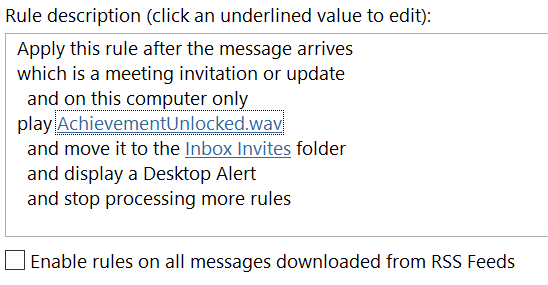 Rule description (click an underlined value to edit):
Apply this rule after the message arrives
which is a meeting invitation or update
and on this computer only
play AchievementUnlocked.wav
and move it to the Inbox Invites folder
and display a Desktop Alert
and stop processing more rules
Enable rules on all messages downloaded from RSS Feeds